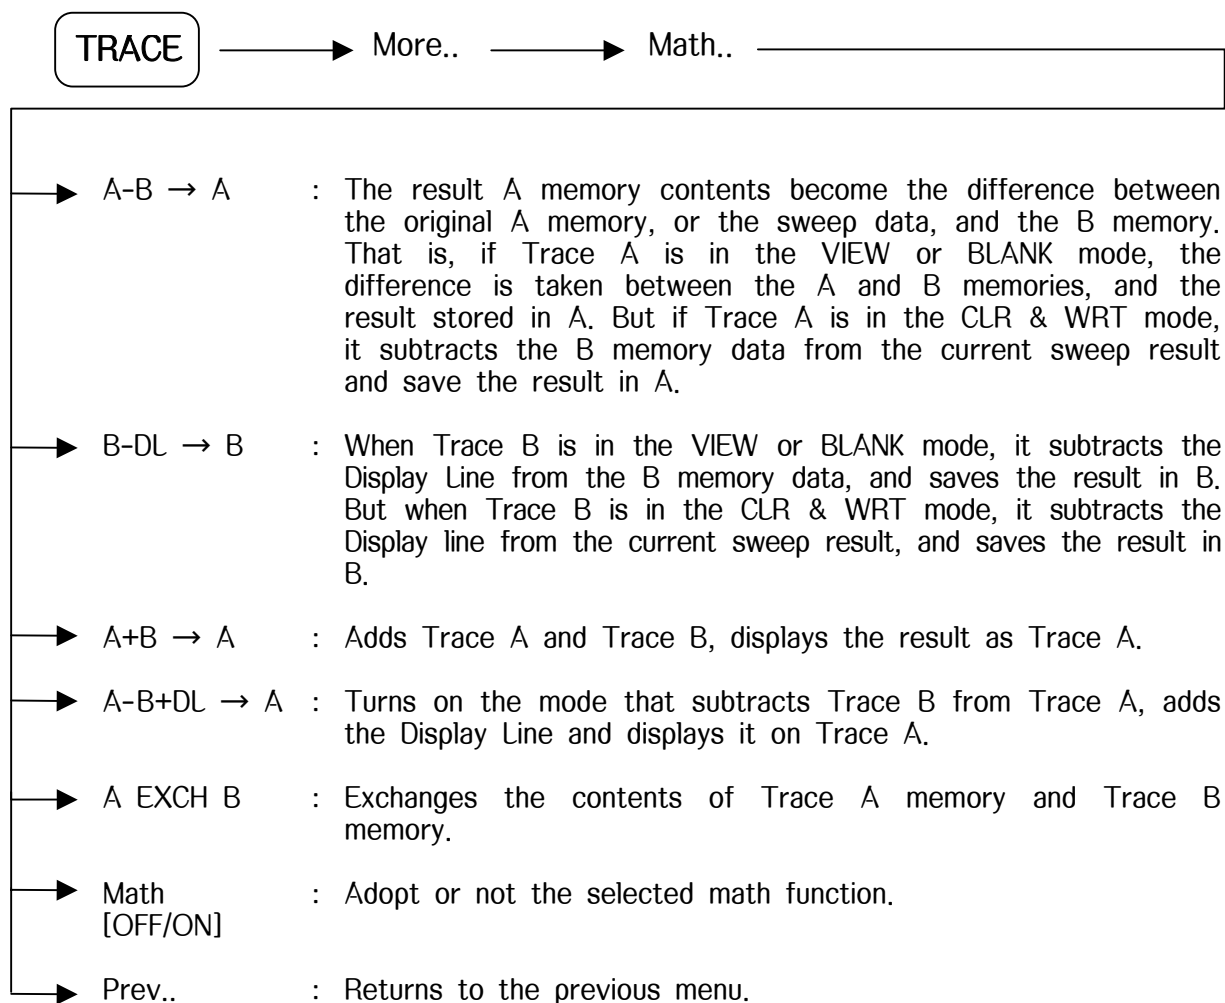 TRACE More.. Math..
A-B → A : The result A memory contents become the difference between
the original A memory, or the sweep data, and the B memory.
That is, if Trace A is in the VIEW or BLANK mode, the
difference is taken between the A and B memories, and the
result stored in A. But if Trace A is in the CLR & WRT mode,
it subtracts the B memory data from the current sweep result
and save the result in A.
B-DL → B : When Trace B is in the VIEW or BLANK mode, it subtracts the
Display Line from the B memory data, and saves the result in B.
But when Trace B is in the CLR & WRT mode, it subtracts the
Display line from the current sweep result, and saves the result in
B.
A+B → A : Adds Trace A and Trace B, displays the result as Trace A.
A-B+DL → A : Turns on the mode that subtracts Trace B from Trace A, adds
the Display Line and displays it on Trace A.
A EXCH B : Exchanges the contents of Trace A memory and Trace B
memory.
Math : Adopt or not the selected math function.
[OFF/ON]
Prev.. : Returns to the previous menu.